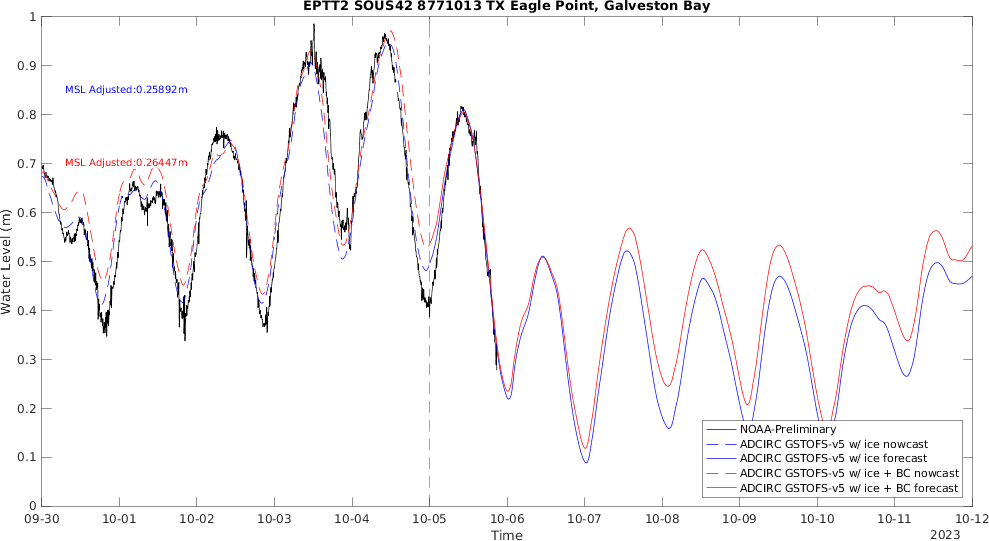 EPTT2 SOUS42 8771013 TX Eagle Point, Galveston Bay
1
0.9
0.8
0.7
0.6
0.5
0.4
0.3
0.2
0.1
0
Water Level (m)
MSL Adjusted:0.25892m
MSL Adjusted:0.26447m
NOAA-Preliminary
ADCIRC GSTOFS-v5 w/ ice nowcast
ADCIRC GSTOFS-v5 w/ ice forecast
ADCIRC GSTOFS-v5 w/ ice + BC nowcast
ADCIRC GSTOFS-v5 w/ ice + BC forecast
09-30 10-01 10-02 10-03 10-04 10-05 10-06 10-07 10-08 10-09 10-10 10-11 10-12
Time
2023